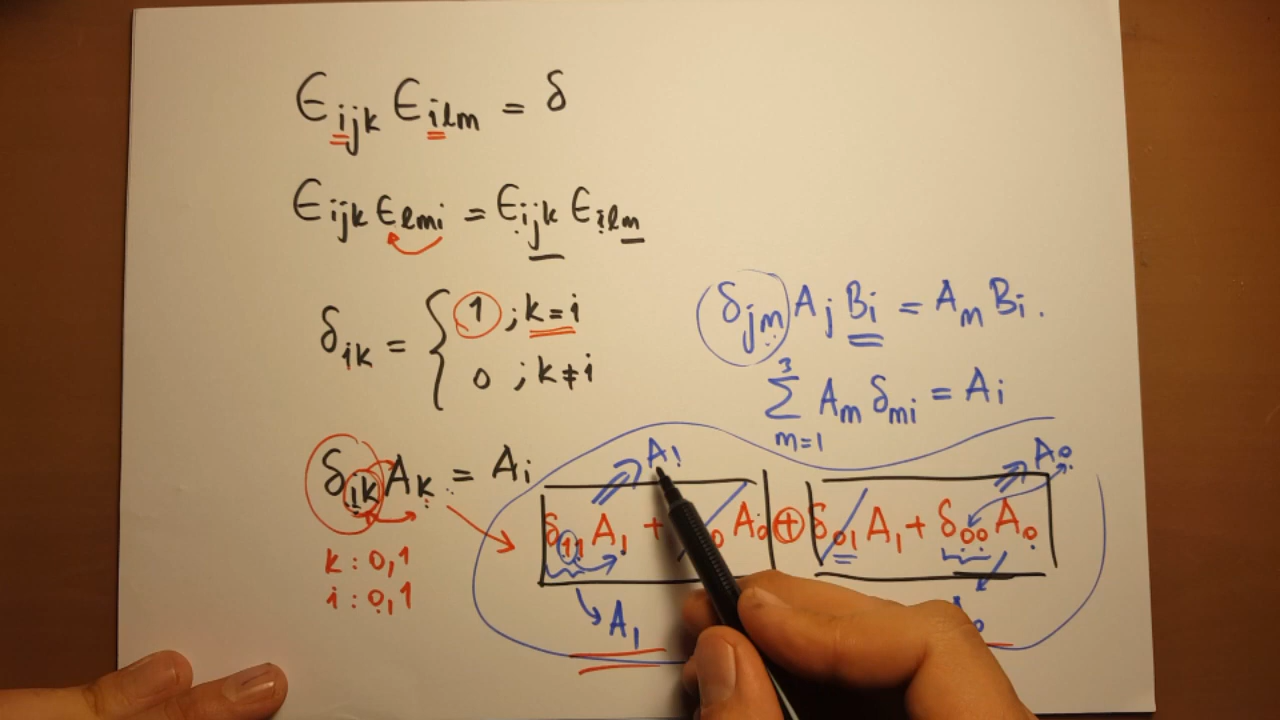 ϵijk ϵilm = δ
ϵijk ϵlmi = ϵijk ϵilm
δik = { 1 ; k=i
0 ; k≠i
δjm Aj Bi = Am Bi.
3
∑ Am δmi = Ai
m=1
δik Ak = Ai
k : 0,1
i : 0,1
A1 A0
δ11 A1 + A0 ⊕ δ01 A1 + δ00 A0
A1